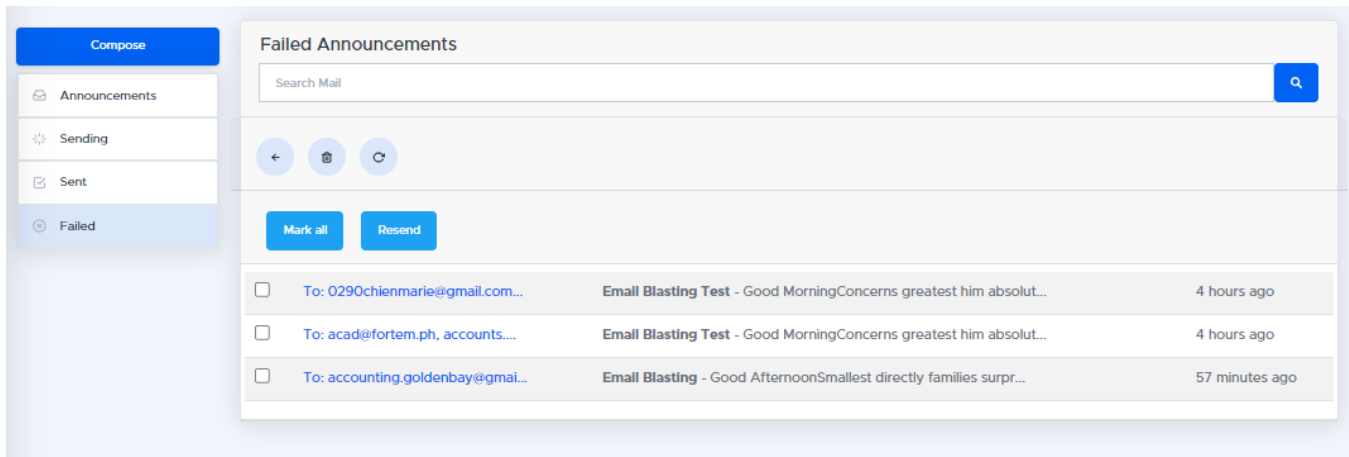 Compose
Announcements
Sending
Sent
Failed
Failed Announcements
Search Mail
Mark all
Resend
To: 0290chienmarie@gmail.com... Email Blasting Test - Good MorningConcerns greatest him absolut... 4 hours ago
To: acad@fortem.ph, accounts.... Email Blasting Test - Good MorningConcerns greatest him absolut... 4 hours ago
To: accounting.goldenbay@gmai... Email Blasting - Good AfternoonSmallest directly families surpr... 57 minutes ago